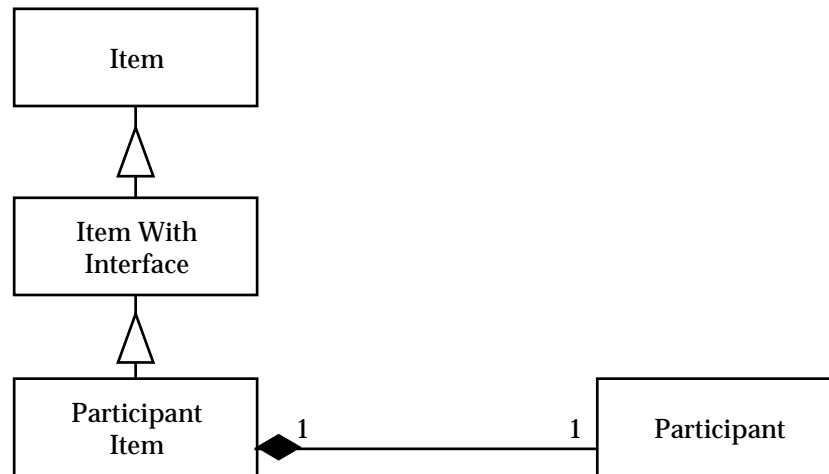 Item
Item With
Interface
Participant
Item
1
1
Participant